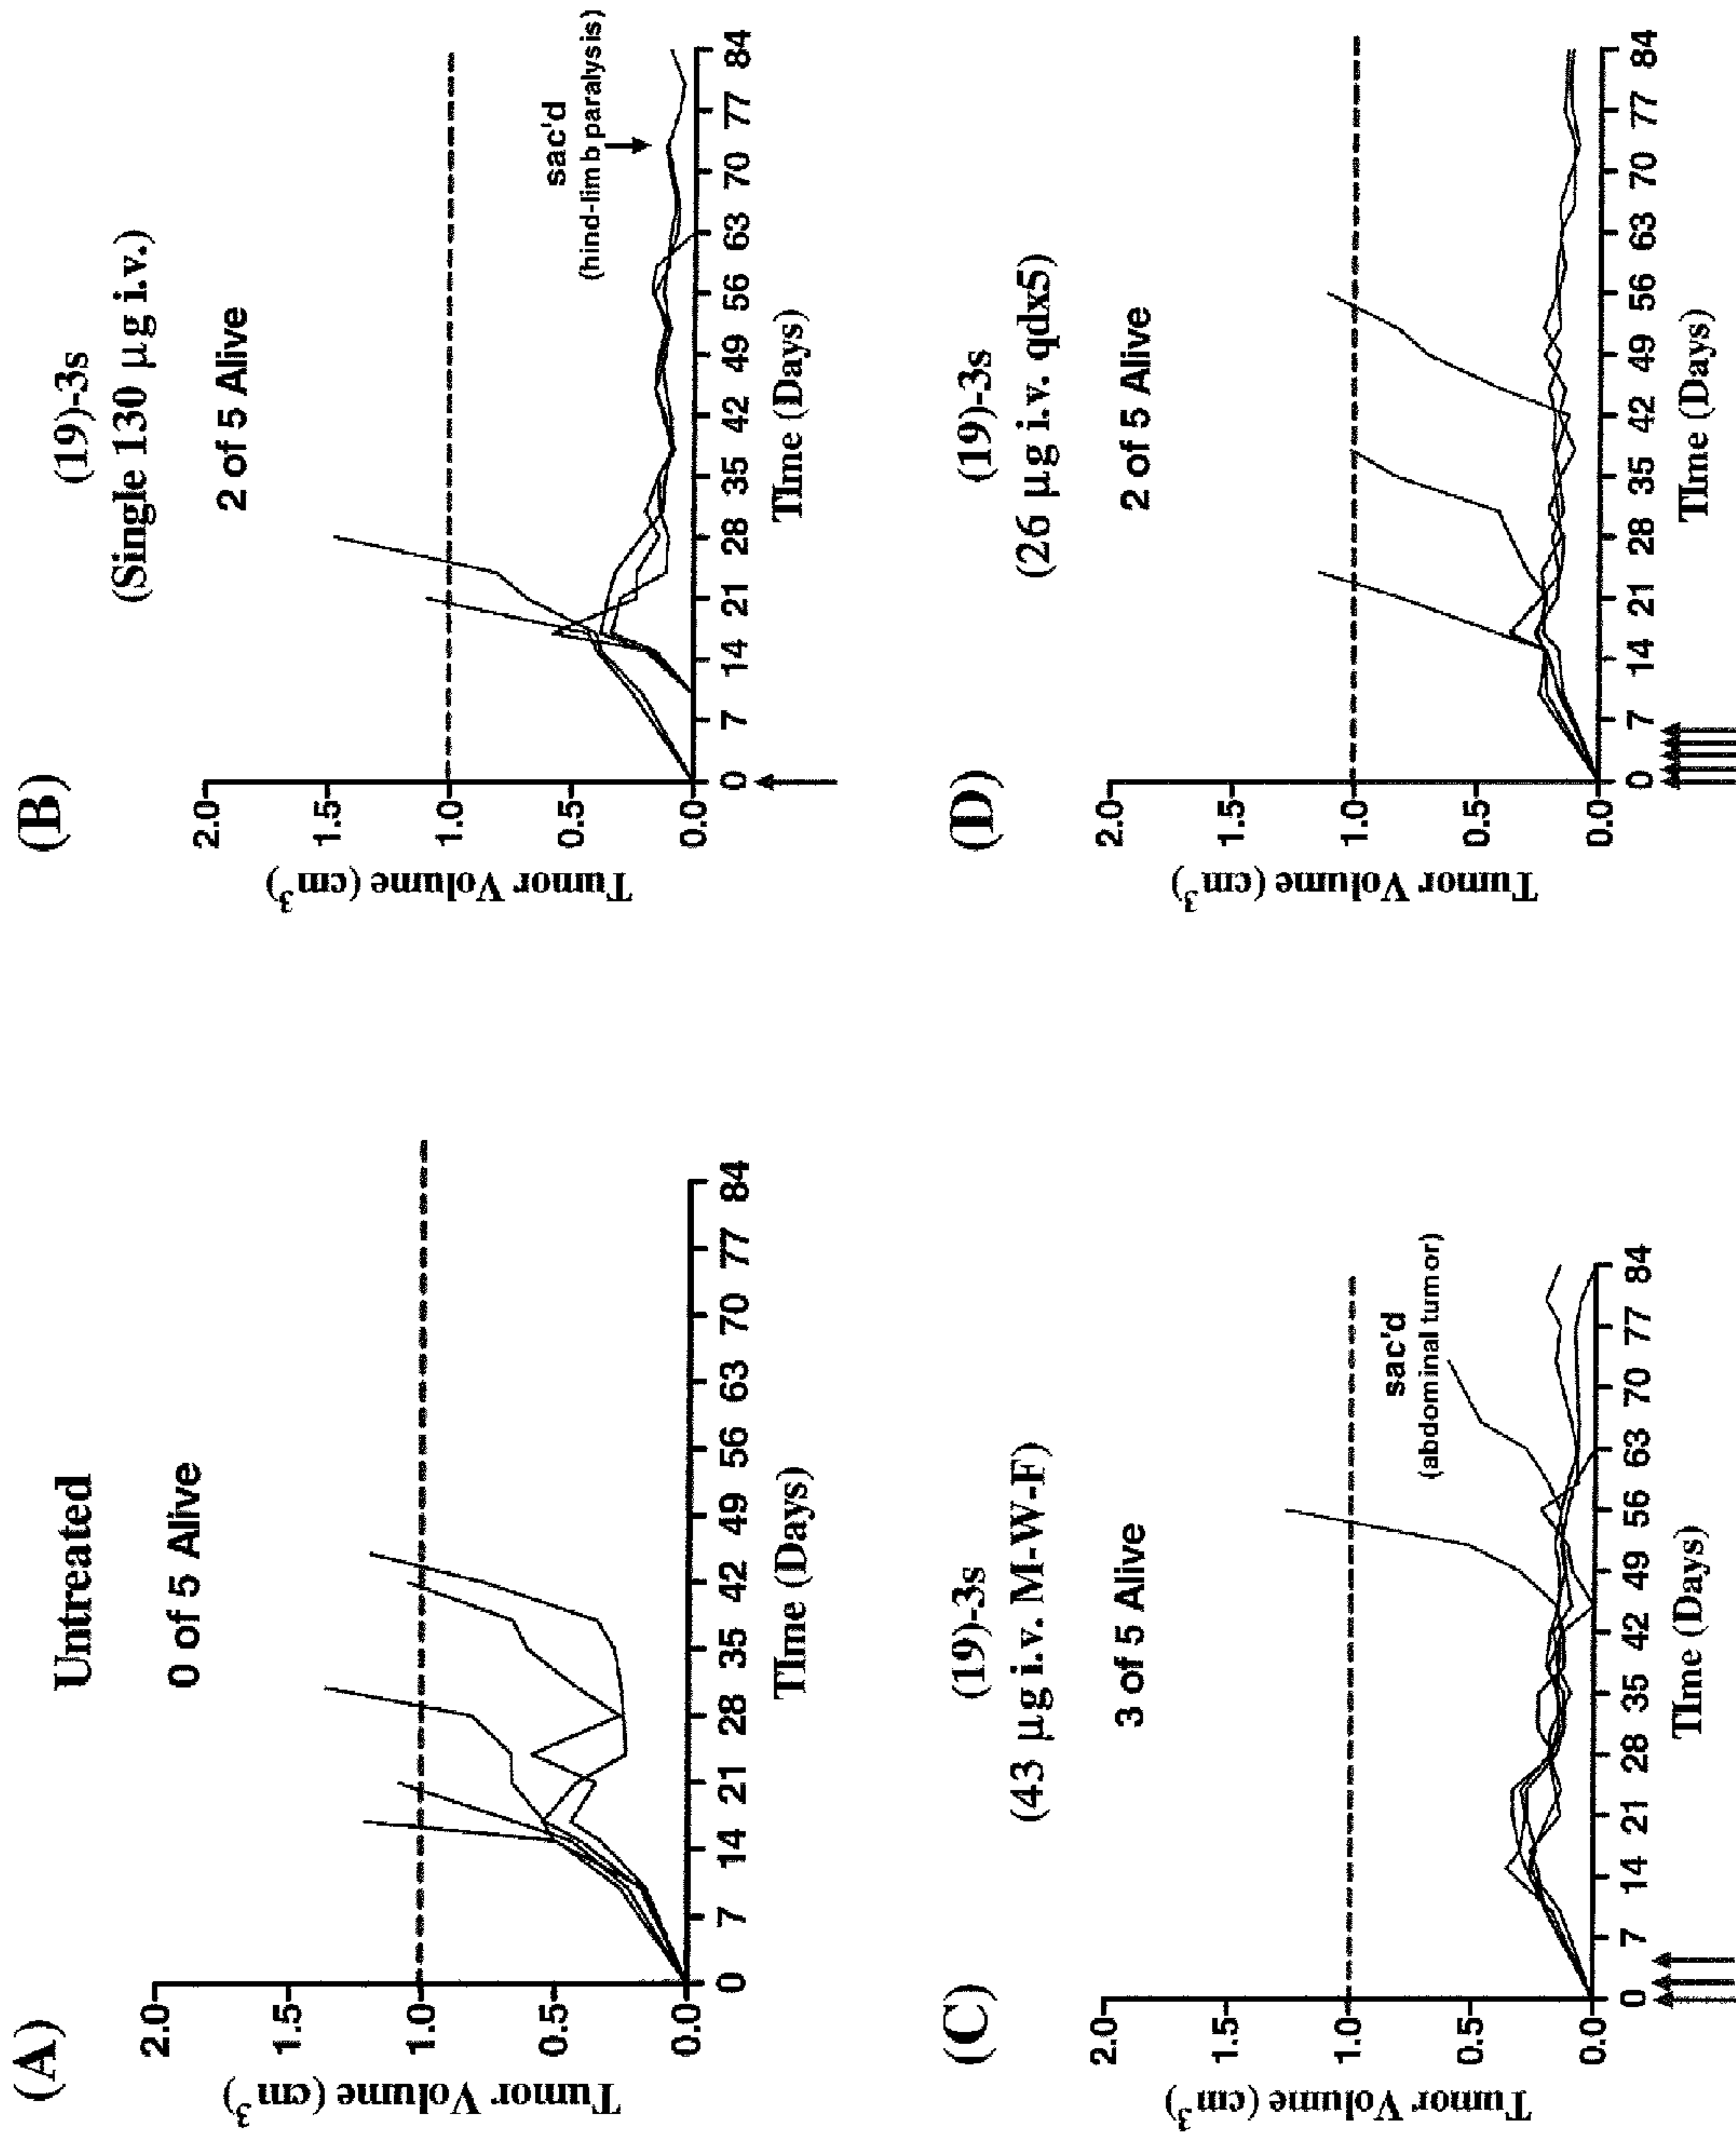 (A)
Untreated
0 of 5 Alive
Tumor Volume (cm3)
2.0
1.5
1.0
0.5
0.0
0 7 14 21 28 35 42 49 56 63 70 77 84
TIme (Days)
(B)
(19)-3s
(Single 130 μg i.v.)
2 of 5 Alive
sac'd
(hind-limb paralysis)
Tumor Volume (cm3)
2.0
1.5
1.0
0.5
0.0
0 7 14 21 28 35 42 49 56 63 70 77 84
TIme (Days)
(C)
(19)-3s
(43 μg i.v. M-W-F)
3 of 5 Alive
sac'd
(abdominal tumor)
Tumor Volume (cm3)
2.0
1.5
1.0
0.5
0.0
0 7 14 21 28 35 42 49 56 63 70 77 84
TIme (Days)
(D)
(19)-3s
(26 μg i.v. qdx5)
2 of 5 Alive
Tumor Volume (cm3)
2.0
1.5
1.0
0.5
0.0
0 7 14 21 28 35 42 49 56 63 70 77 84
TIme (Days)